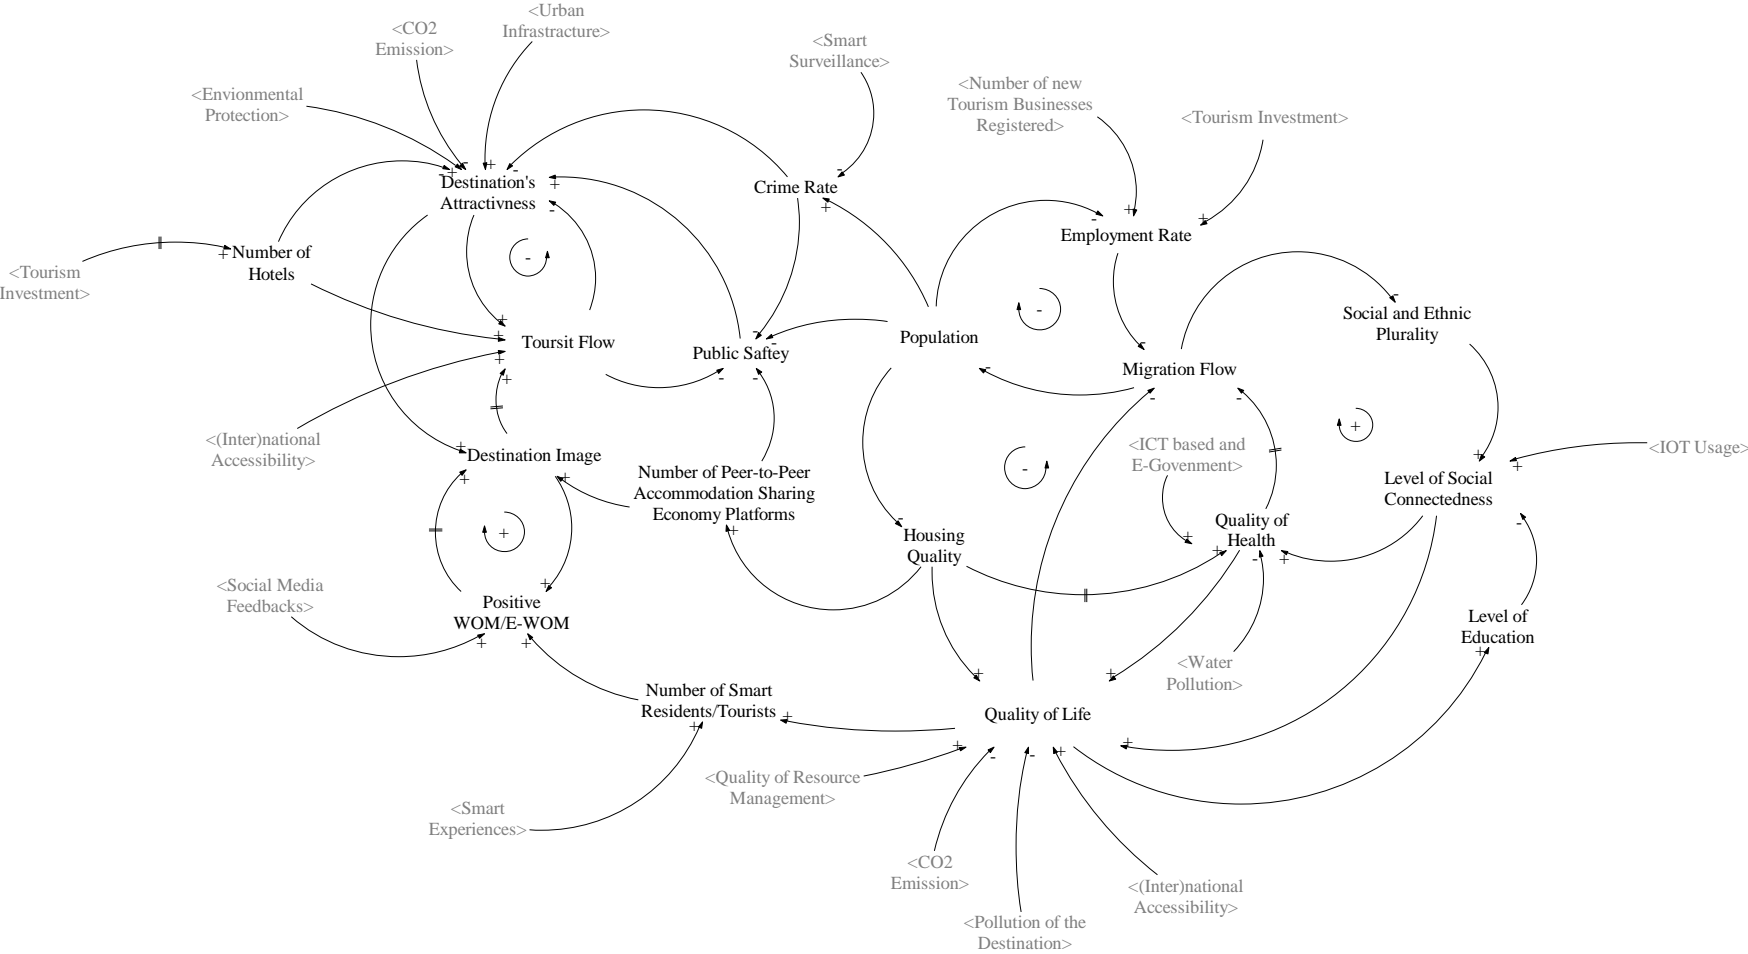 <Urban
Infrastracture>
<CO2
Emission>
<Smart
Surveillance>
<Number of new
Tourism Businesses
Registered>
<Envionmental
Protection>
<Tourism Investment>
Destination's
Attractivness
Crime Rate
Employment Rate
Number of
Hotels
<Tourism
Investment>
Social and Ethnic
Plurality
Toursit Flow
Public Saftey
Population
Migration Flow
<(Inter)national
Accessibility>
Destination Image
<ICT based and
E-Govenment>
<IOT Usage>
Number of Peer-to-Peer
Accommodation Sharing
Economy Platforms
Level of Social
Connectedness
Housing
Quality
Quality of
Health
<Social Media
Feedbacks>
Positive
WOM/E-WOM
Level of
Education
<Water
Pollution>
Number of Smart
Residents/Tourists
Quality of Life
<Quality of Resource
Management>
<Smart
Experiences>
<CO2
Emission>
<(Inter)national
Accessibility>
<Pollution of the
Destination>